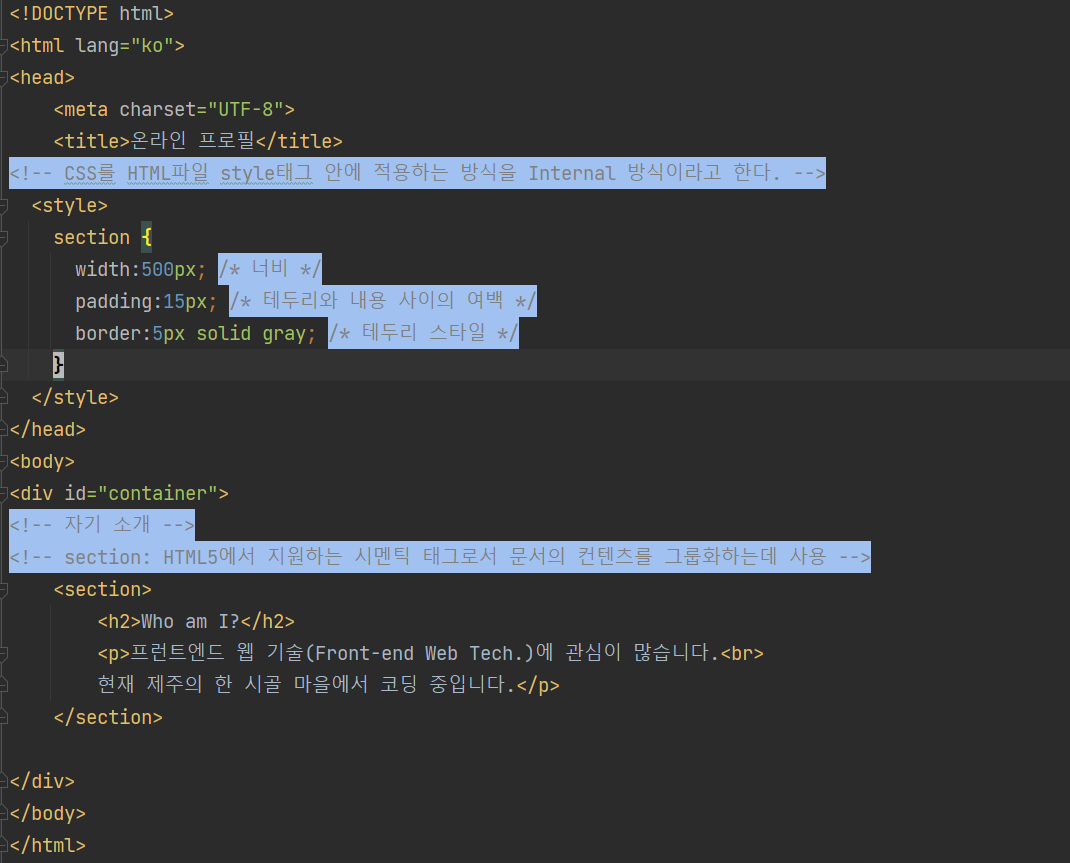 <!DOCTYPE html>
<html lang="ko">
<head>
    <meta charset="UTF-8">
    <title>온라인 프로필</title>
<!-- CSS를 HTML파일 style태그 안에 적용하는 방식을 Internal 방식이라고 한다. -->
  <style>
    section {
      width:500px; /* 너비 */
      padding:15px; /* 테두리와 내용 사이의 여백 */
      border:5px solid gray; /* 테두리 스타일 */
    }
  </style>
</head>
<body>
<div id="container">
<!-- 자기 소개 -->
<!-- section: HTML5에서 지원하는 시멘틱 태그로서 문서의 컨텐츠를 그룹화하는데 사용 -->
    <section>
        <h2>Who am I?</h2>
        <p>프런트엔드 웹 기술(Front-end Web Tech.)에 관심이 많습니다.<br>
        현재 제주의 한 시골 마을에서 코딩 중입니다.</p>
    </section>

</div>
</body>
</html>